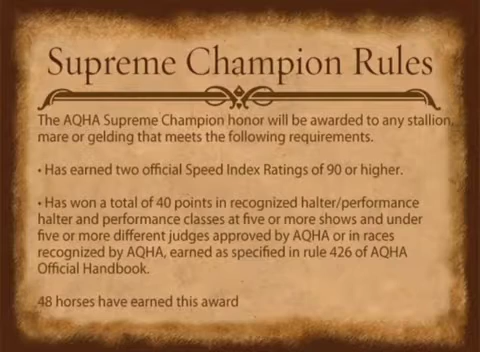 Supreme Champion Rules
The AQHA Supreme Champion honor will be awarded to any stallion,
mare or gelding that meets the following requirements.
• Has earned two official Speed Index Ratings of 90 or higher.
• Has won a total of 40 points in recognized halter/performance
halter and performance classes at five or more shows and under
five or more different judges approved by AQHA or in races
recognized by AQHA, earned as specified in rule 426 of AQHA
Official Handbook.
48 horses have earned this award